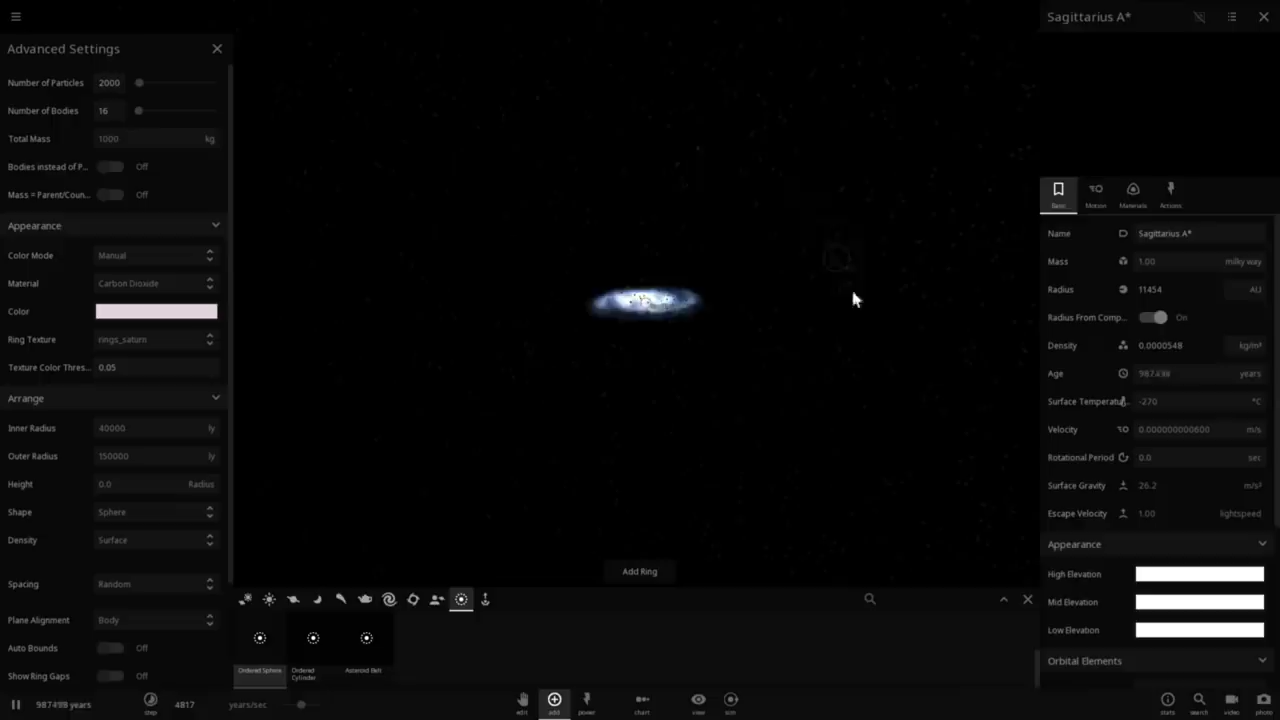 Sagittarius A*
Advanced Settings
Number of Particles 2000
Number of Bodies 16
Total Mass 1000 kg
Bodies instead of P... Off
Mass = Parent/Coun... Off
Appearance
Color Mode Manual
Material Carbon Dioxide
Color
Ring Texture rings_saturn
Texture Color Thres... 0.05
Arrange
Inner Radius 40000 ly
Outer Radius 150000 ly
Height 0.0 Radius
Shape Sphere
Density Surface
Spacing Random
Plane Alignment Body
Auto Bounds Off
Show Ring Gaps Off
Basic Motion Materials Actions
Name Sagittarius A*
Mass 1.00 milky way
Radius 11454 AU
Radius From Comp... On
Density 0.0000548 kg/m³
Age years
Surface Temperatu... -270 °C
Velocity 0.000000000600 m/s
Rotational Period 0.0 sec
Surface Gravity 26.2 m/s²
Escape Velocity 1.00 lightspeed
Appearance
High Elevation
Mid Elevation
Low Elevation
Orbital Elements
Add Ring
Ordered Sphere
Ordered Cylinder
Asteroid Belt
years step 4817 years/sec
edit add power chart view
stats search video photo